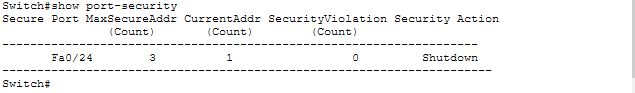 Switch#show port-security
Secure Port MaxSecureAddr CurrentAddr SecurityViolation Security Action
(Count) (Count) (Count)
--------------------------------------------------------------------
Fa0/24 3 1 0 Shutdown
----------------------------------------------------------------------
Switch#